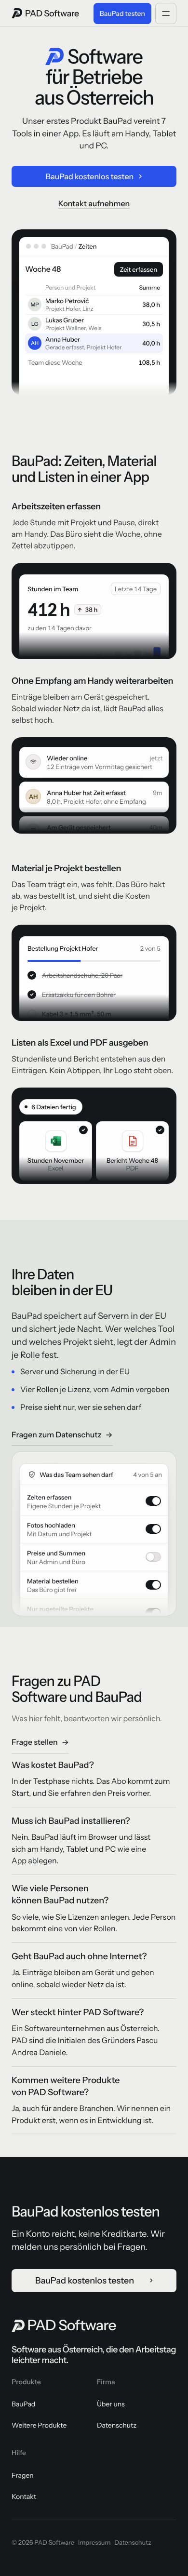 PAD Software
BauPad testen
Software
für Betriebe
aus Österreich
Unser erstes Produkt BauPad vereint 7
Tools in einer App. Es läuft am Handy, Tablet
und PC.
BauPad kostenlos testen
Kontakt aufnehmen
BauPad / Zeiten
Woche 48
Zeit erfassen
Person und Projekt Summe
MP Marko Petrović 38,0 h
Projekt Hofer, Linz
LG Lukas Gruber 30,5 h
Projekt Wallner, Wels
AH Anna Huber 40,0 h
Gerade erfasst, Projekt Hofer
Team diese Woche 108,5 h
BauPad: Zeiten, Material
und Listen in einer App
Arbeitszeiten erfassen
Jede Stunde mit Projekt und Pause, direkt
am Handy. Das Büro sieht die Woche, ohne
Zettel abzutippen.
Stunden im Team Letzte 14 Tage
412 h ↑ 38 h
zu den 14 Tagen davor
Ohne Empfang am Handy weiterarbeiten
Einträge bleiben am Gerät gespeichert.
Sobald wieder Netz da ist, lädt BauPad alles
selbst hoch.
Wieder online jetzt
12 Einträge vom Vormittag gesichert
AH Anna Huber hat Zeit erfasst 9m
8,0 h, Projekt Hofer, ohne Empfang
Am Gerät gespeichert
Material je Projekt bestellen
Das Team trägt ein, was fehlt. Das Büro hakt
ab, was bestellt ist, und sieht die Kosten
je Projekt.
Bestellung Projekt Hofer 2 von 5
Arbeitshandschuhe, 20 Paar
Ersatzakku für den Bohrer
Listen als Excel und PDF ausgeben
Stundenliste und Bericht entstehen aus den
Einträgen. Kein Abtippen, Ihr Logo steht oben.
6 Dateien fertig
Stunden November
Excel
Bericht Woche 48
PDF
Ihre Daten
bleiben in der EU
BauPad speichert auf Servern in der EU
und sichert jede Nacht. Wer welches Tool
und welches Projekt sieht, legt der Admin
je Rolle fest.
Server und Sicherung in der EU
Vier Rollen je Lizenz, vom Admin vergeben
Preise sieht nur, wer sie sehen darf
Fragen zum Datenschutz →
Was das Team sehen darf 4 von 5 an
Zeiten erfassen
Eigene Stunden je Projekt
Fotos hochladen
Mit Datum und Projekt
Preise und Summen
Nur Admin und Büro
Material bestellen
Das Büro gibt frei
Nur zugeteilte Projekte
Fragen zu PAD
Software und BauPad
Was hier fehlt, beantworten wir persönlich.
Frage stellen →
Was kostet BauPad?
In der Testphase nichts. Das Abo kommt zum
Start, und Sie erfahren den Preis vorher.
Muss ich BauPad installieren?
Nein. BauPad läuft im Browser und lässt
sich am Handy, Tablet und PC wie eine
App ablegen.
Wie viele Personen
können BauPad nutzen?
So viele, wie Sie Lizenzen anlegen. Jede Person
bekommt eine von vier Rollen.
Geht BauPad auch ohne Internet?
Ja. Einträge bleiben am Gerät und gehen
online, sobald wieder Netz da ist.
Wer steckt hinter PAD Software?
Ein Softwareunternehmen aus Österreich.
PAD sind die Initialen des Gründers Pascu
Andrea Daniele.
Kommen weitere Produkte
von PAD Software?
Ja, auch für andere Branchen. Wir nennen ein
Produkt erst, wenn es in Entwicklung ist.
BauPad kostenlos testen
Ein Konto reicht, keine Kreditkarte. Wir
melden uns persönlich bei Fragen.
BauPad kostenlos testen
PAD Software
Software aus Österreich, die den Arbeitstag
leichter macht.
Produkte Firma
BauPad Über uns
Weitere Produkte Datenschutz
Hilfe
Fragen
Kontakt
© 2026 PAD Software Impressum Datenschutz